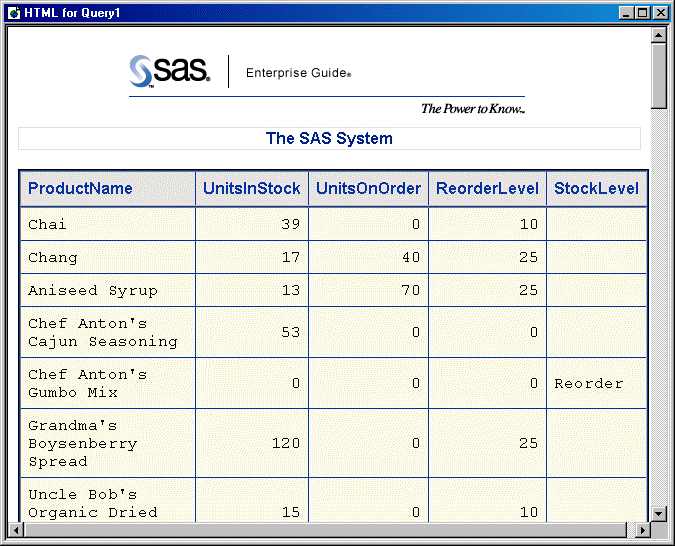 HTML for Query1
sas. Enterprise Guide®
™
The Power to Know™
The SAS System
ProductName UnitsInStock UnitsOnOrder ReorderLevel StockLevel
Chai 39 0 10
Chang 17 40 25
Aniseed Syrup 13 70 25
Chef Anton's
Cajun Seasoning 53 0 0
Chef Anton's
Gumbo Mix 0 0 0 Reorder
Grandma's
Boysenberry 120 0 25
Spread
Uncle Bob's
Organic Dried 15 0 10